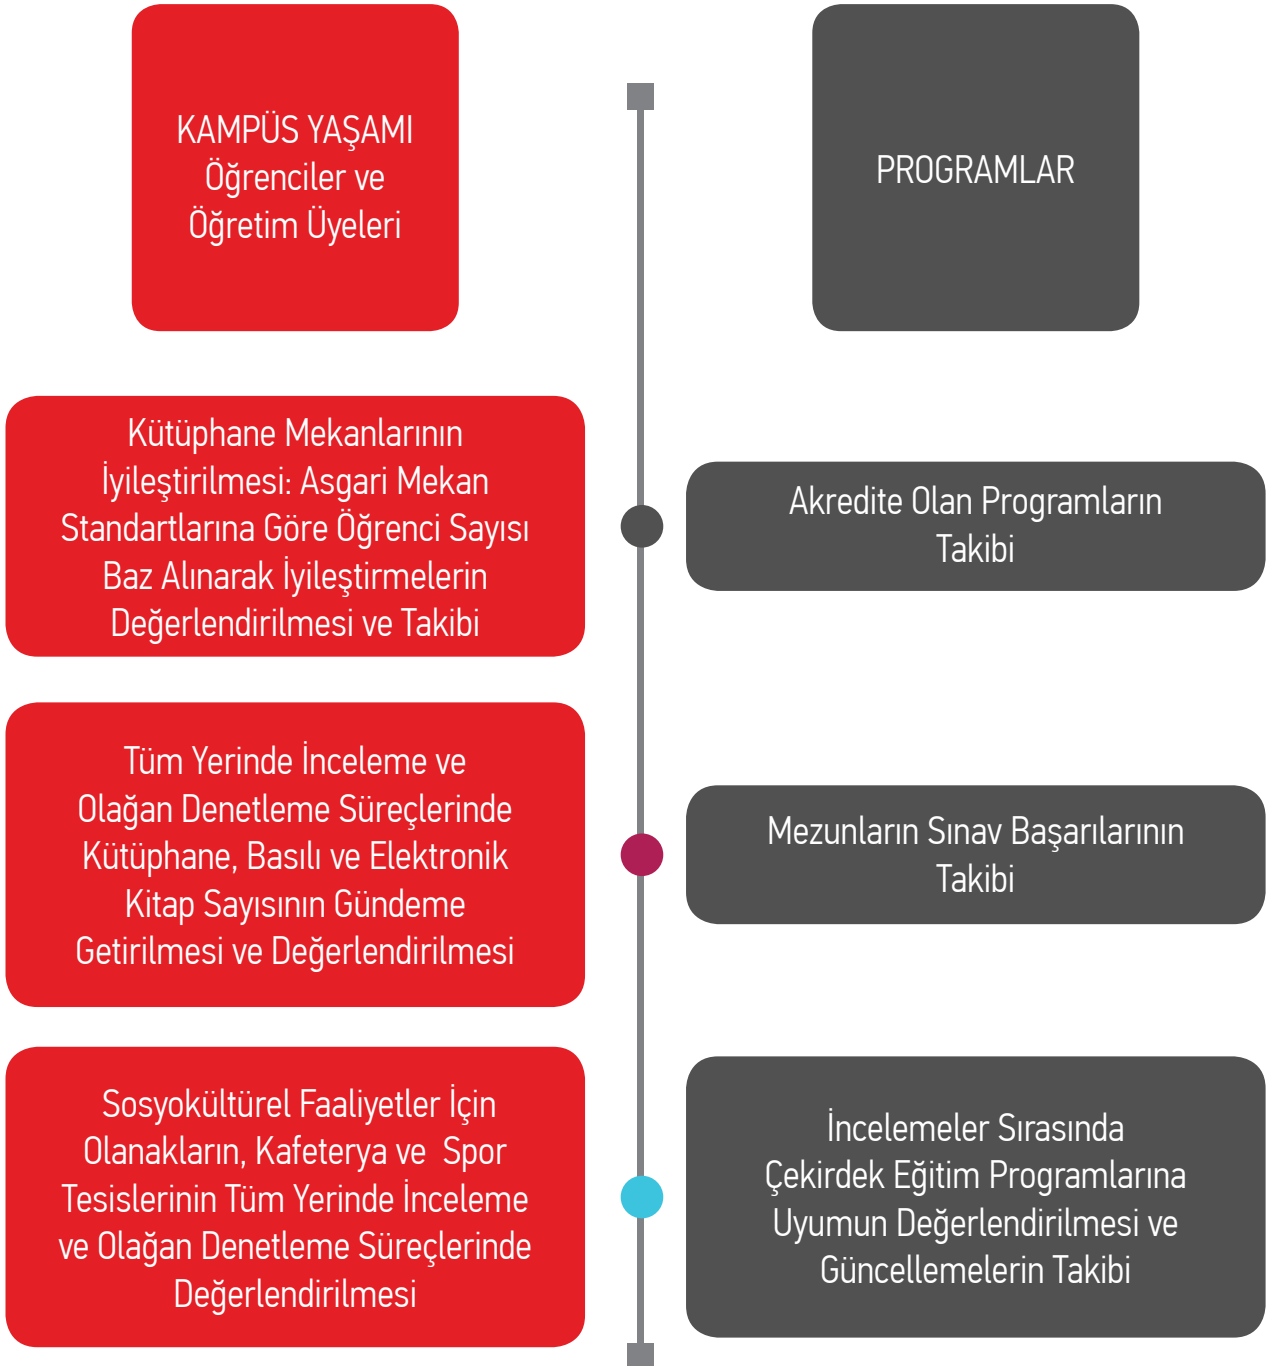 KAMPÜS YAŞAMI
Öğrenciler ve
Öğretim Üyeleri
Kütüphane Mekanlarının
İyileştirilmesi: Asgari Mekan
Standartlarına Göre Öğrenci Sayısı
Baz Alınarak İyileştirmelerin
Değerlendirilmesi ve Takibi
Tüm Yerinde İnceleme ve
Olağan Denetleme Süreçlerinde
Kütüphane, Basılı ve Elektronik
Kitap Sayısının Gündeme
Getirilmesi ve Değerlendirilmesi
Sosyokültürel Faaliyetler İçin
Olanakların, Kafeterya ve Spor
Tesislerinin Tüm Yerinde İnceleme
ve Olağan Denetleme Süreçlerinde
Değerlendirilmesi
PROGRAMLAR
Akredite Olan Programların
Takibi
Mezunların Sınav Başarılarının
Takibi
İncelemeler Sırasında
Çekirdek Eğitim Programlarına
Uyumun Değerlendirilmesi ve
Güncellemelerin Takibi